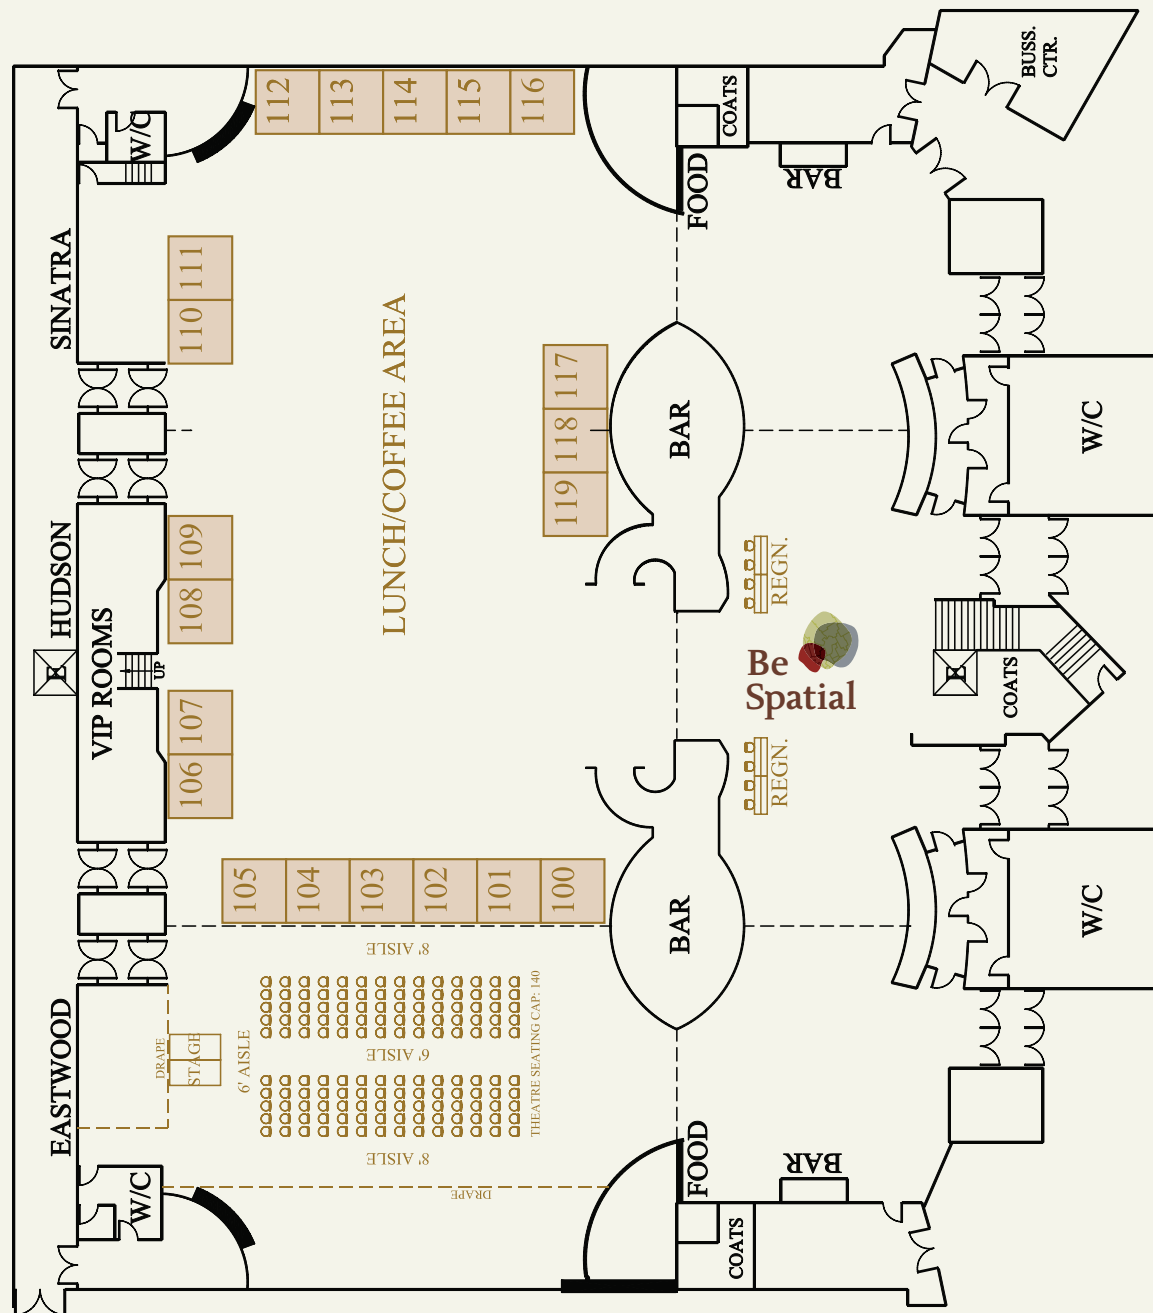 BUSS.
CTR.
112
113
114
115
116
COATS
W/C
FOOD
BAR
SINATRA
111
110
LUNCH/COFFEE AREA
117
118
119
BAR
W/C
HUDSON
109
108
REGN.
VIP ROOMS
UP
E
Be
Spatial
E
COATS
107
106
REGN.
105
104
103
102
101
100
BAR
W/C
8' AISLE
EASTWOOD
DRAPE
STAGE
6' AISLE
6' AISLE
THEATRE SEATING CAP: 140
8' AISLE
FOOD
BAR
W/C
DRAPE
COATS